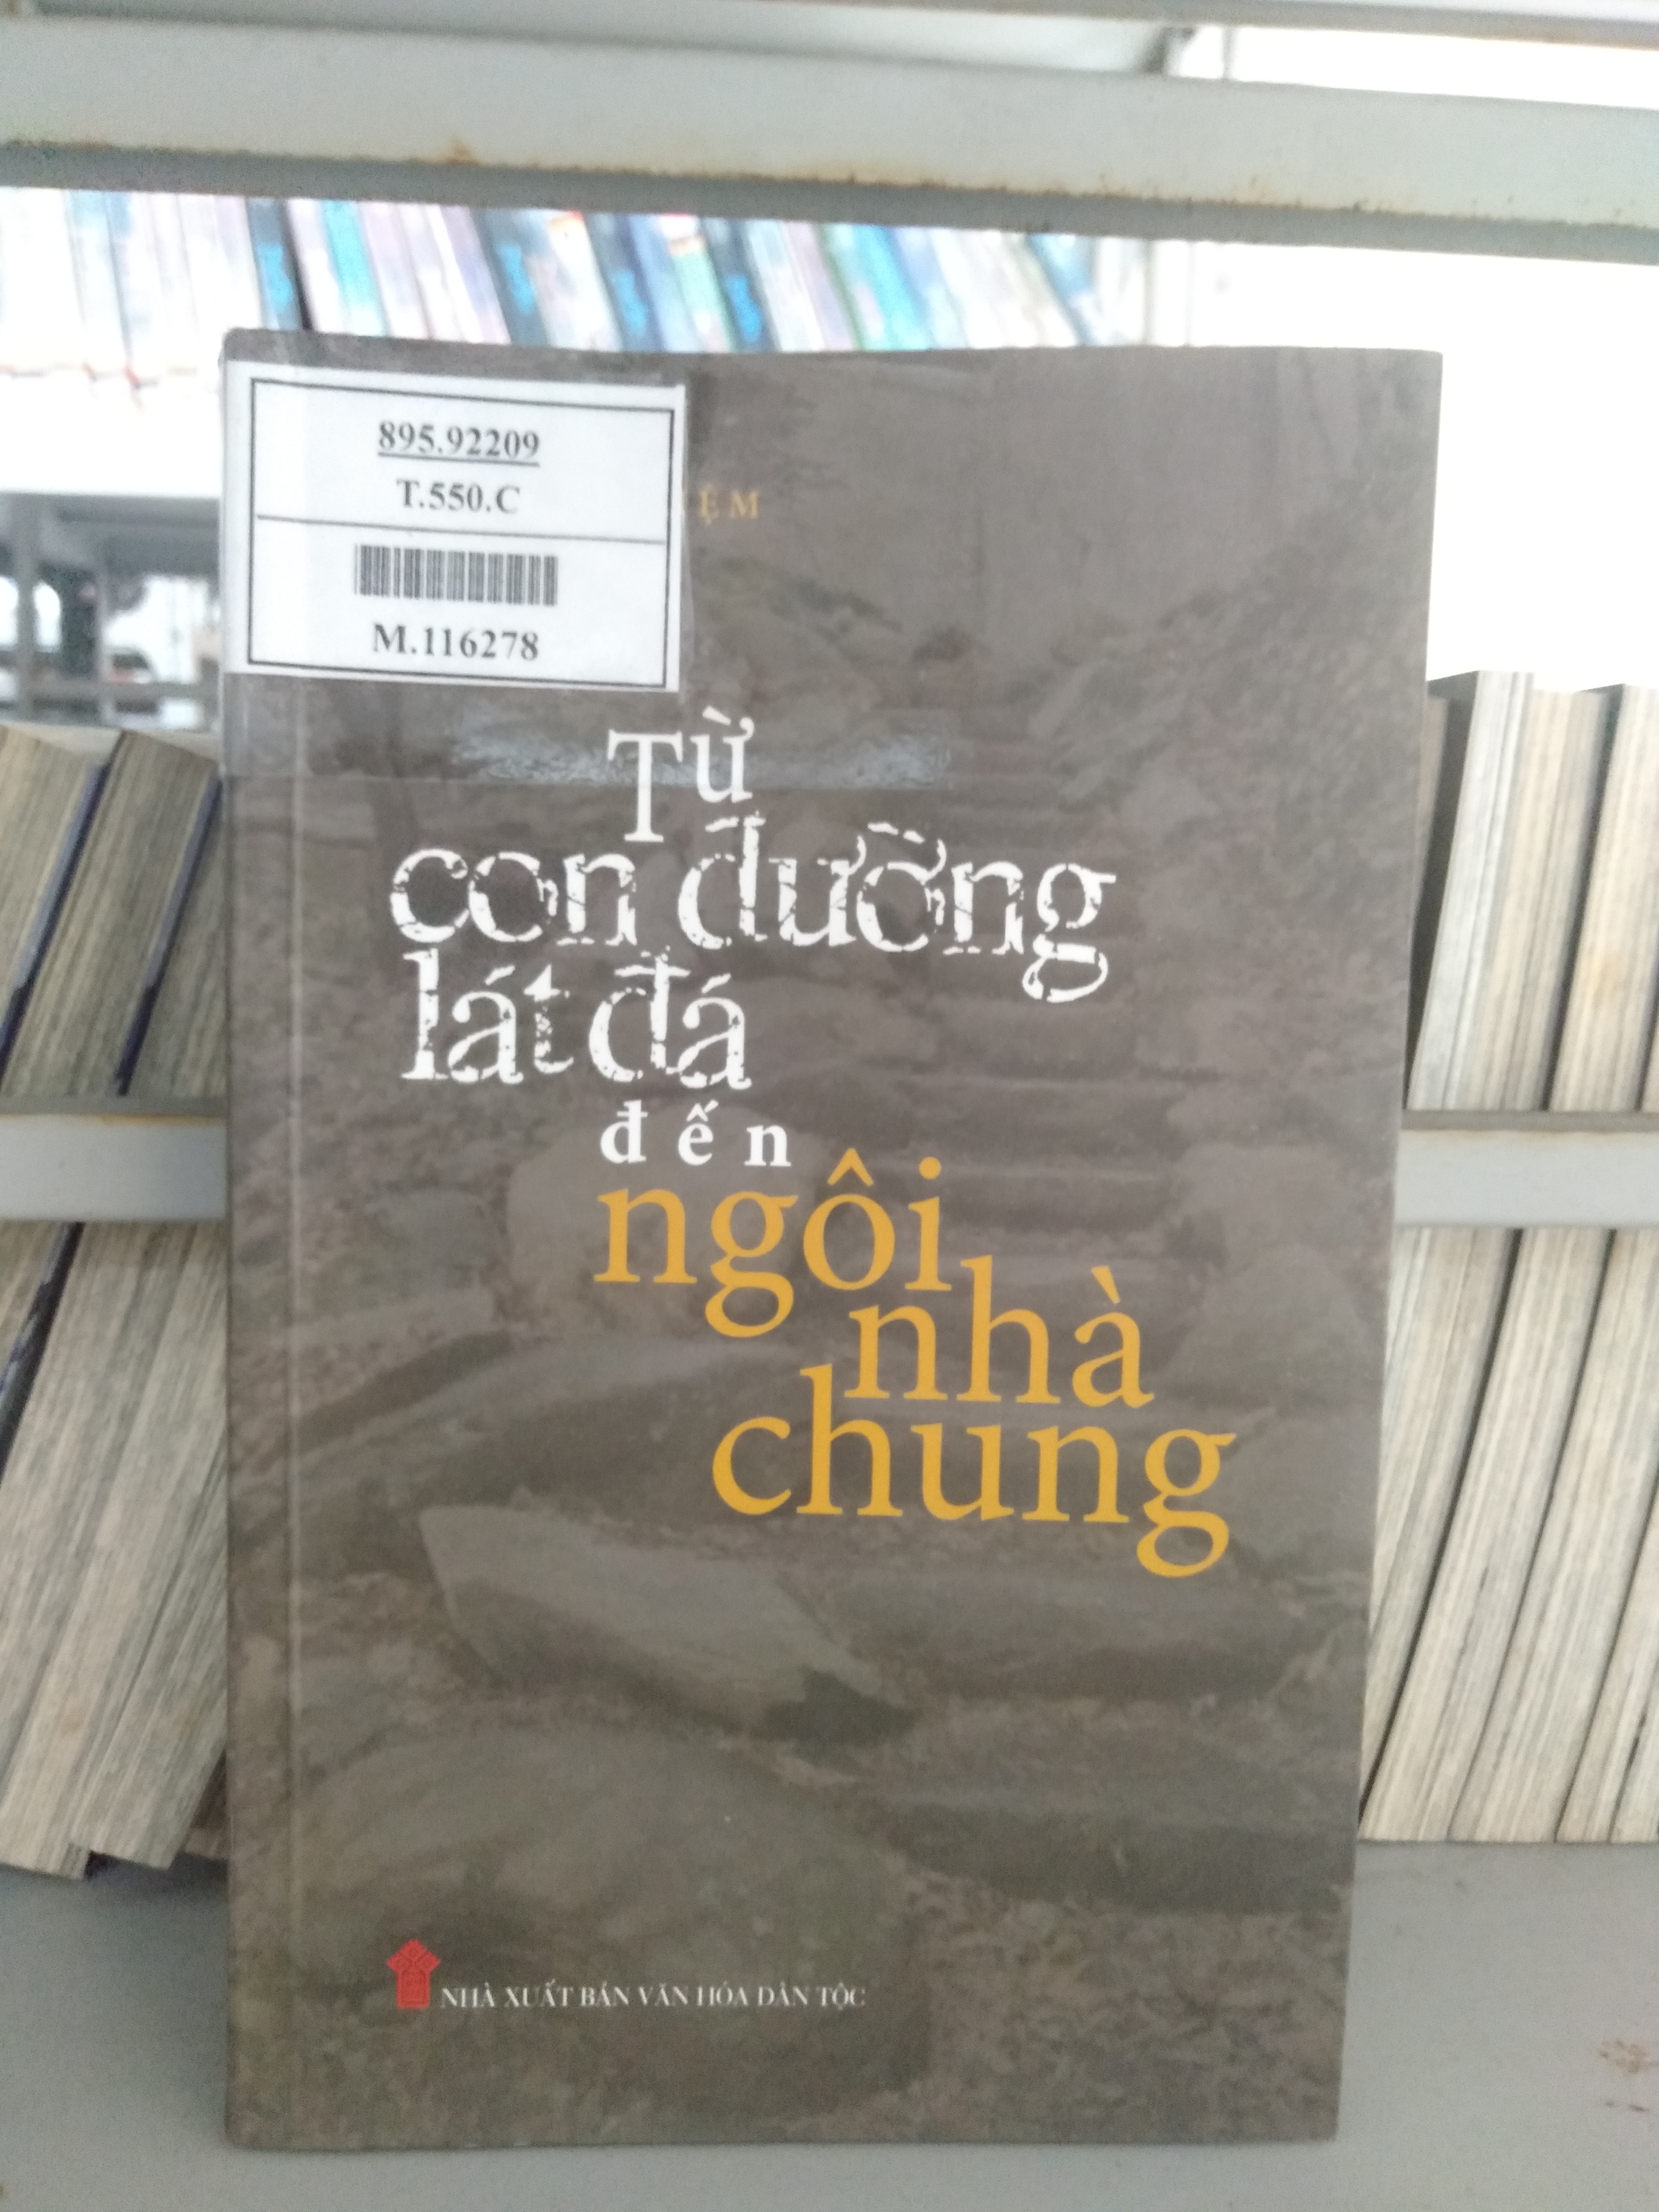 895.92209
T.550.C
M.116278
Từ
con đường
lát đá
đến
ngôi
nhà
chung
NHÀ XUẤT BẢN VĂN HÓA DÂN TỘC